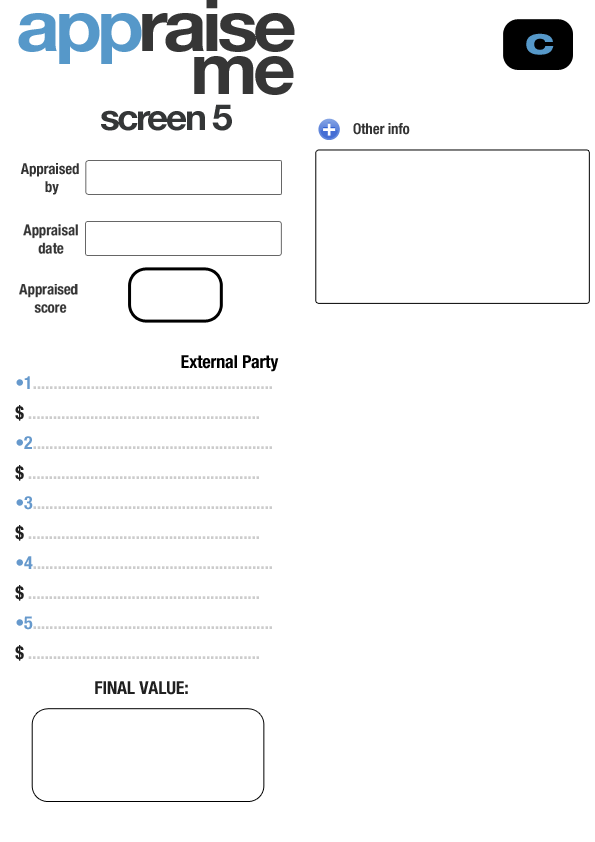 appraise
me
screen 5
C
Other info
Appraised
by
Appraisal
date
Appraised
score
External Party
•1
$
•2
$
•3
$
•4
$
•5
$
FINAL VALUE: